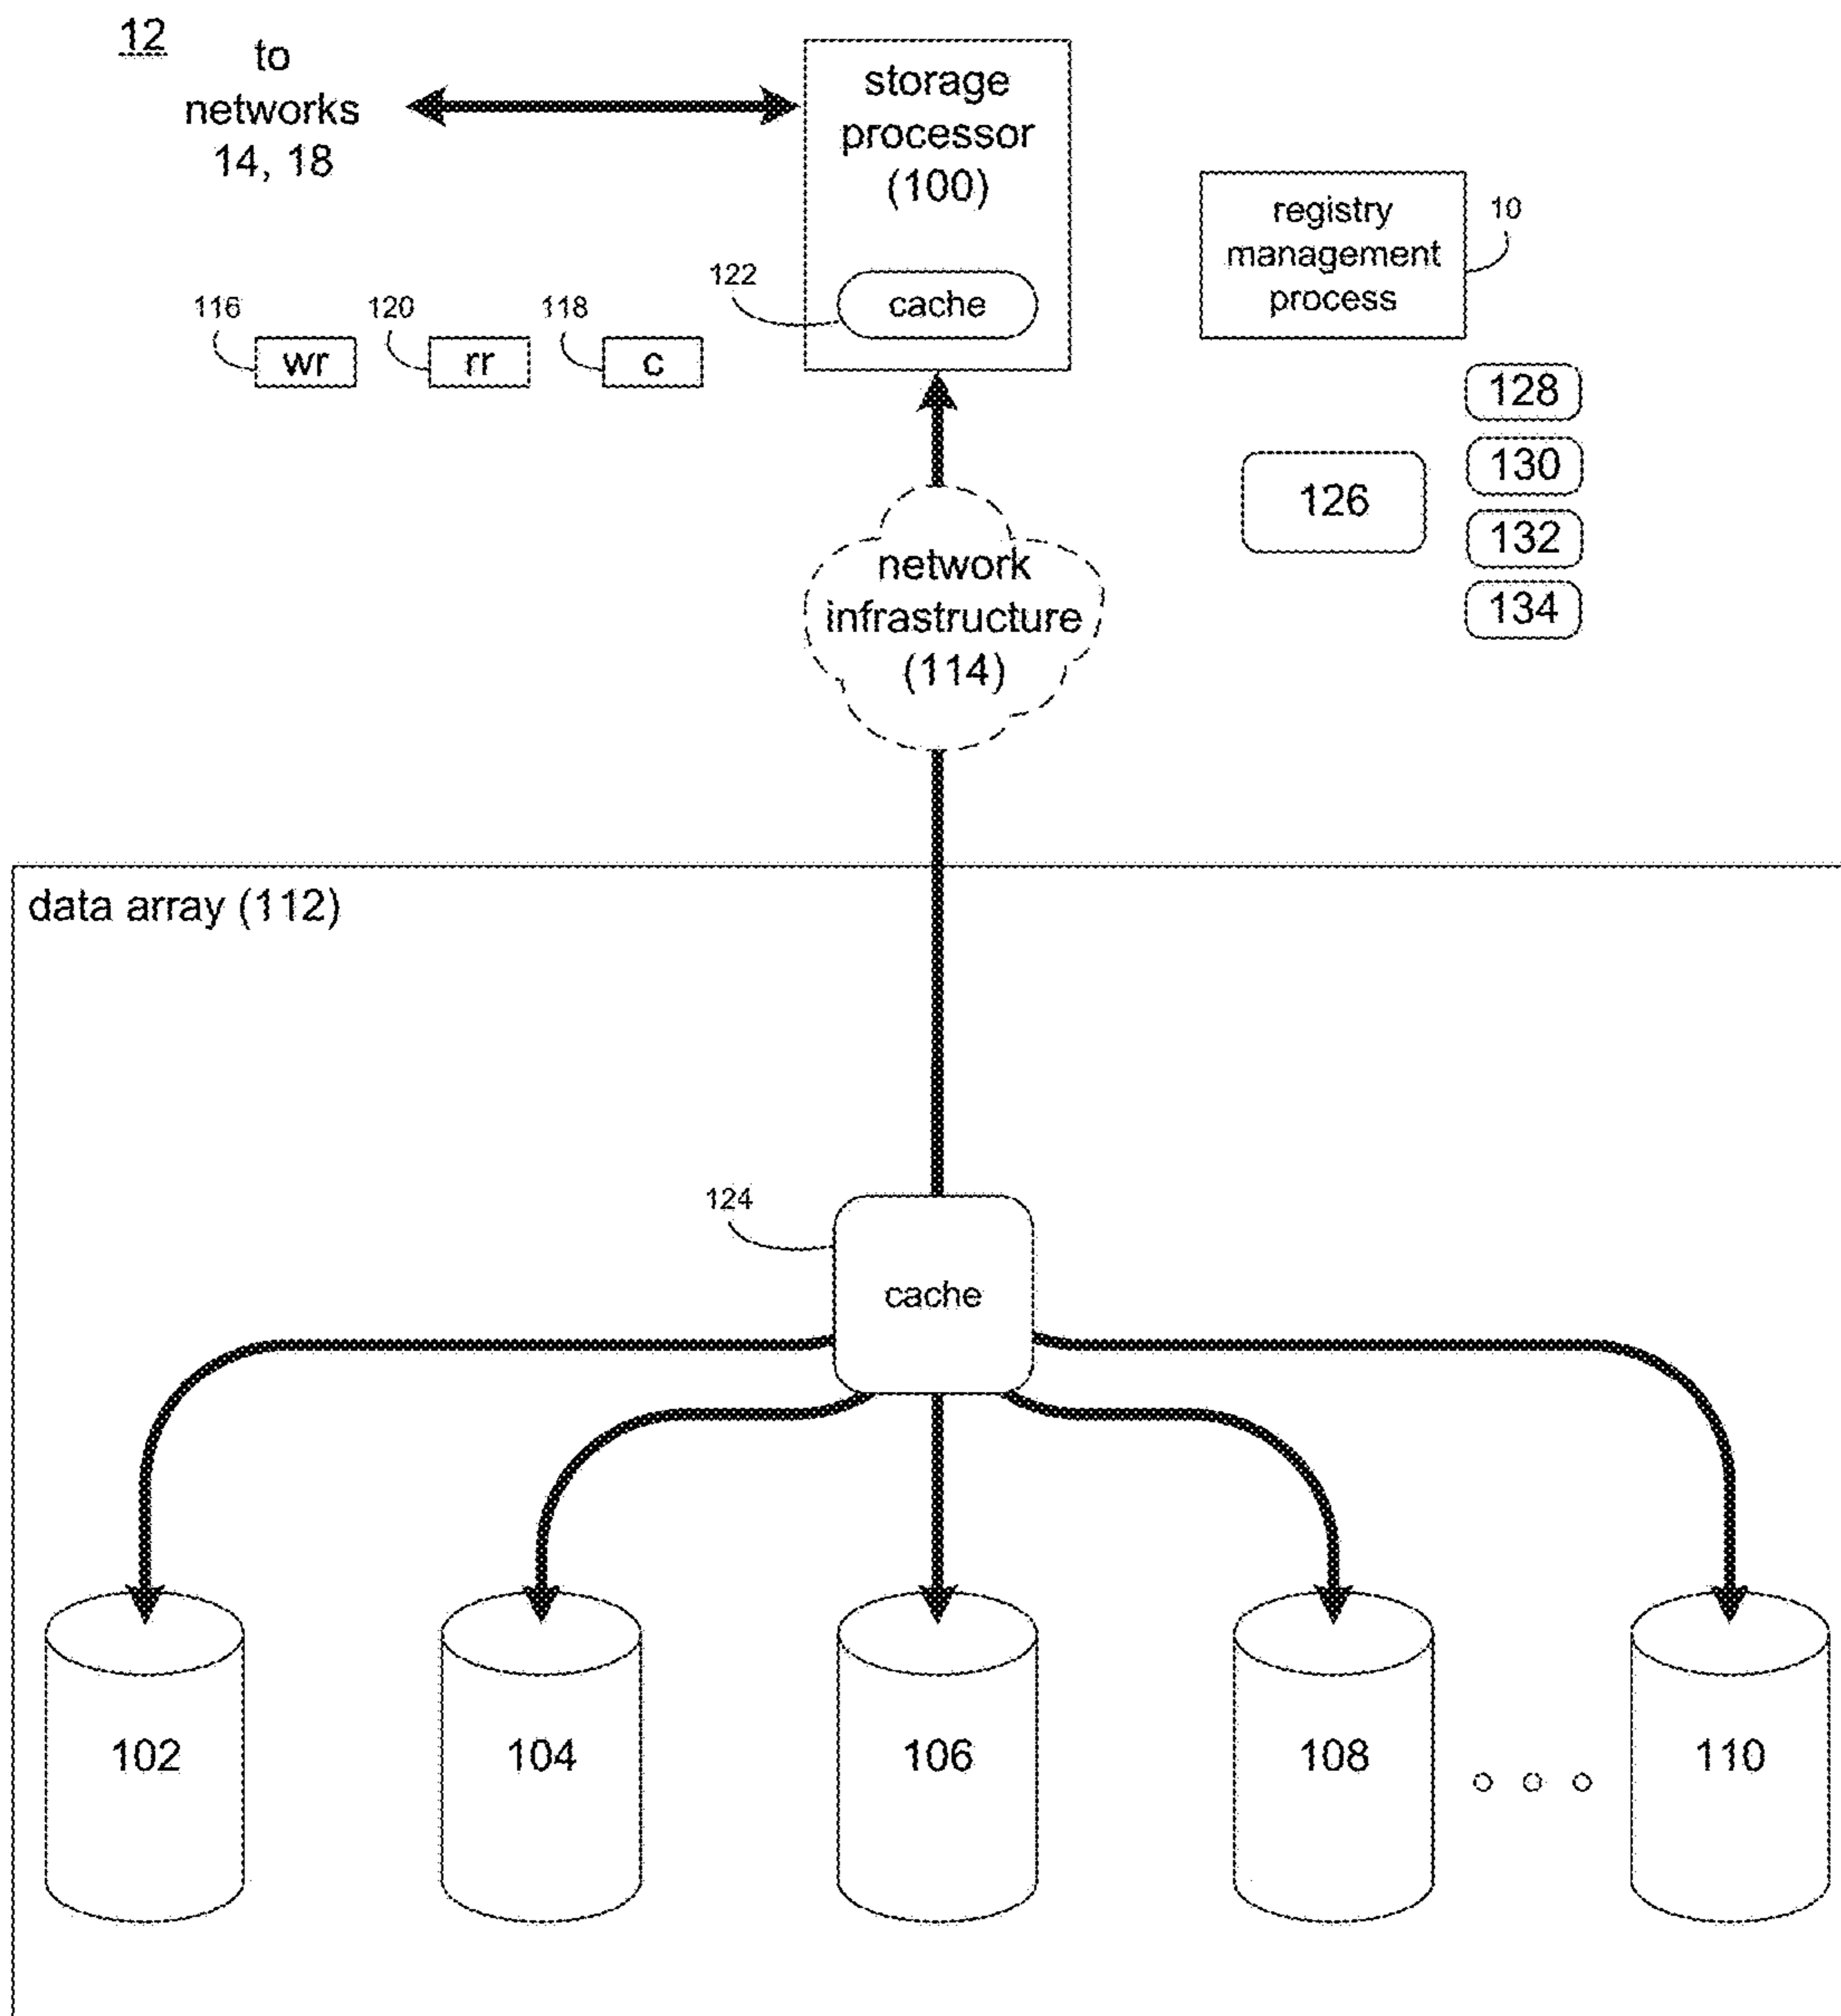 12
to
networks
14, 18
storage
processor
(100)
122
cache
registry
management
process
10
116
wr
120
rr
118
c
128
130
126
132
134
network
infrastructure
(114)
data array (112)
124
cache
102
104
106
108
110